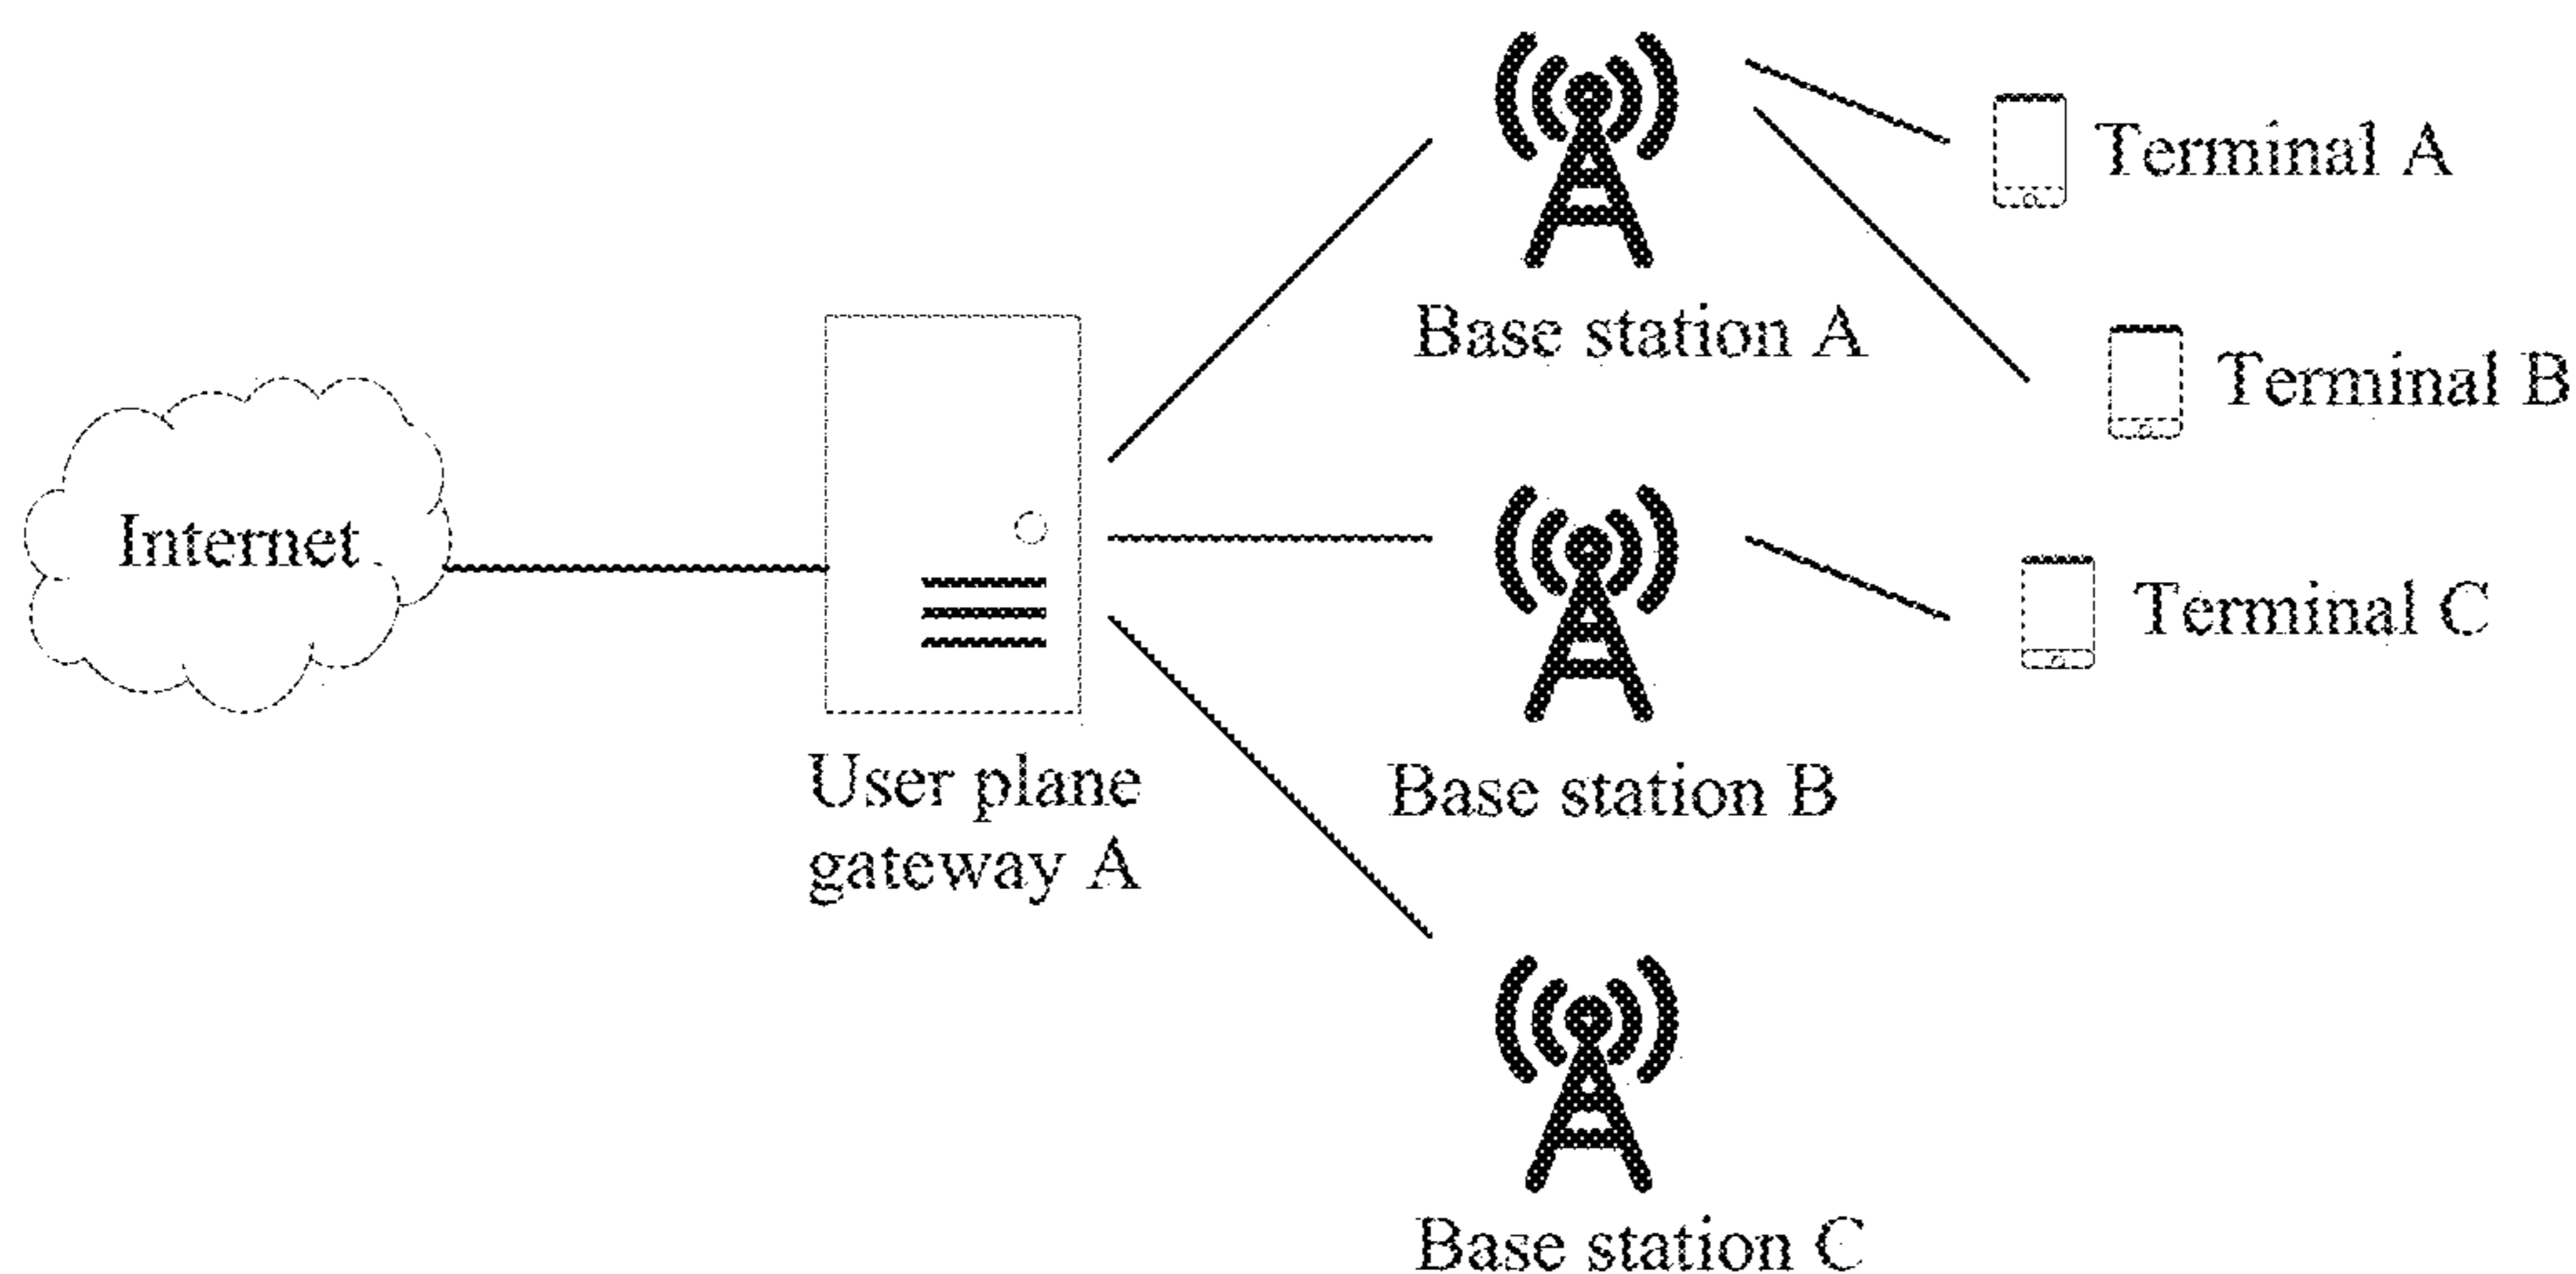 Internet
User plane
gateway A
Base station A
Base station B
Base station C
Terminal A
Terminal B
Terminal C